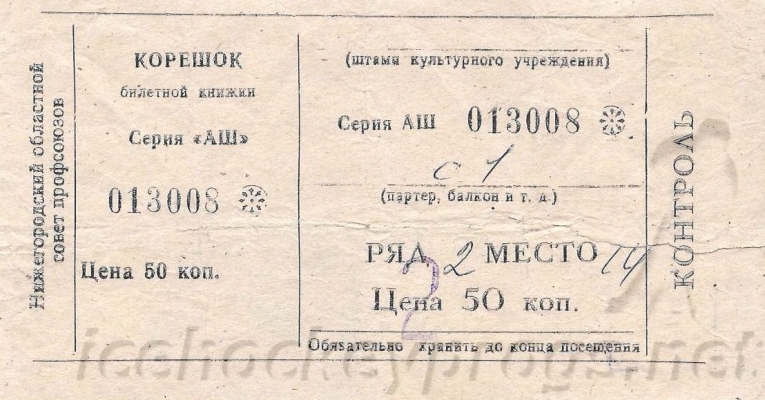 Нижегородский областной
совет профсоюзов
КОРЕШОК
билетной книжки
Серия «АШ»
013008
Цена 50 коп.
(штамп культурного учреждения)
Серия АШ 013008
с 1
(партер, балкон и т. д.)
РЯД 2 МЕСТО 14
Цена 50 коп.
Обязательно хранить до конца посещения
КОНТРОЛЬ
icehockeyprogs.net